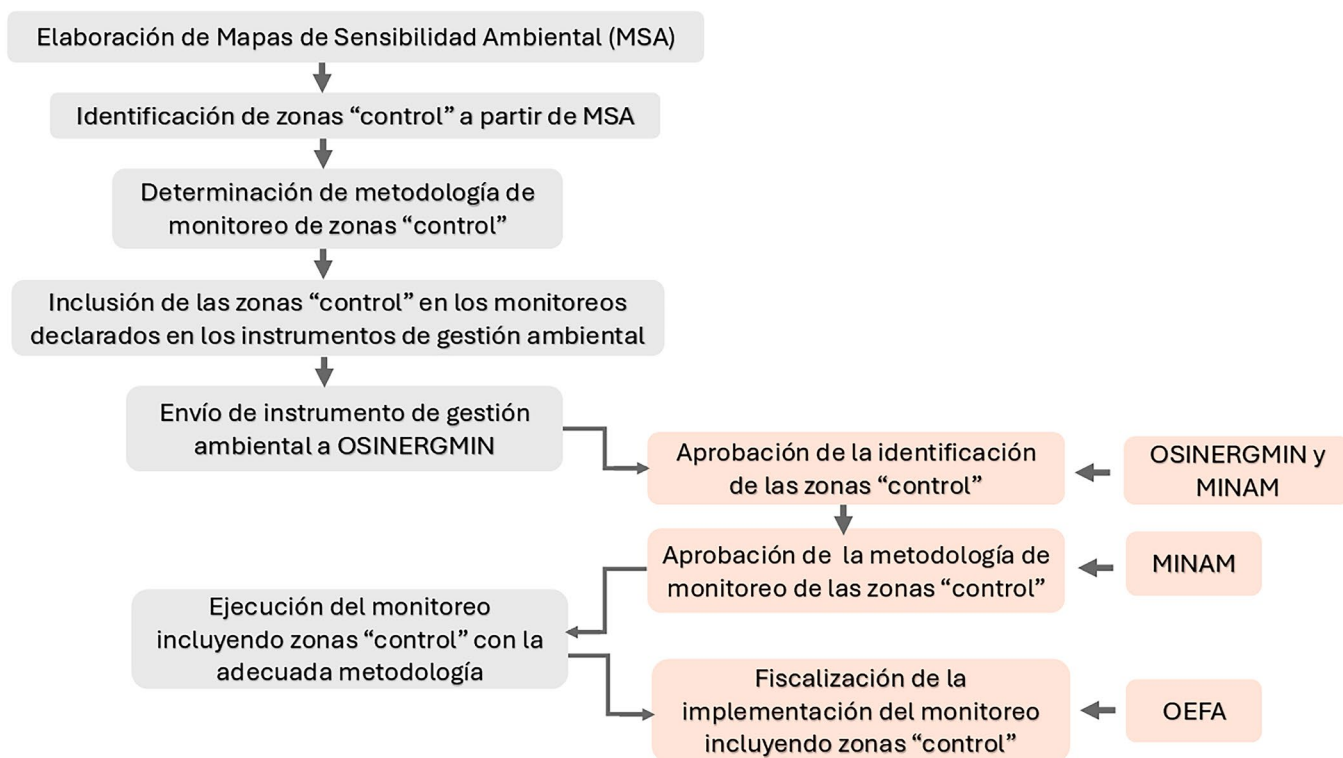 Elaboración de Mapas de Sensibilidad Ambiental (MSA)
Identificación de zonas “control” a partir de MSA
Determinación de metodología de
monitoreo de zonas “control”
Inclusión de las zonas “control” en los monitoreos
declarados en los instrumentos de gestión ambiental
Envío de instrumento de gestión
ambiental a OSINERGMIN
Aprobación de la identificación
de las zonas “control”
OSINERGMIN y
MINAM
Aprobación de la metodología de
monitoreo de las zonas “control”
MINAM
Ejecución del monitoreo
incluyendo zonas “control” con la
adecuada metodología
Fiscalización de la
implementación del monitoreo
incluyendo zonas “control”
OEFA